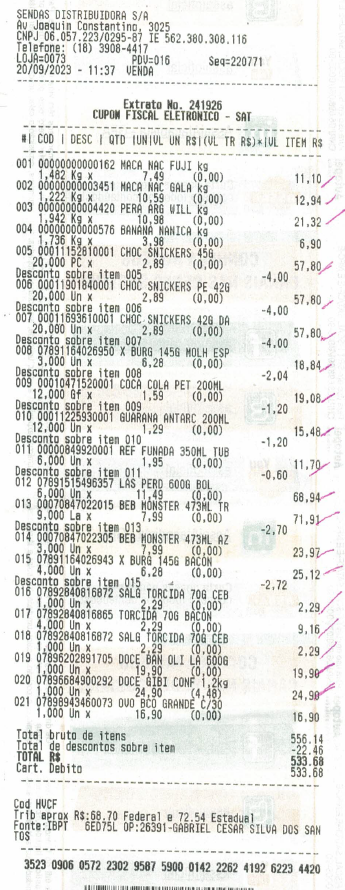 SENDAS DISTRIBUIDORA S/A
Av Joaquin Constantino, 3025
CNPJ 06.057.223/0295-87 IE 562.380.308.116
Telefone: (18) 3908-4417
LOJA=0073 PDV=016 Seq=220771
20/09/2023 - 11:37 VENDA
Extrato No. 241926
CUPOM FISCAL ELETRONICO - SAT
#| COD | DESC | QTD |UN|VL UN R$|(VL TR R$)*|VL ITEM R$
001 00000000000162 MACA NAC FUJI kg
1,482 Kg x 7,49 (0,00) 11,10
002 00000000003451 MACA NAC GALA kg
1,222 Kg x 10,59 (0,00) 12,94
003 00000000004420 PERA ARG WILL kg
1,942 Kg x 10,98 (0,00) 21,32
004 00000000000576 BANANA NANICA kg
1,736 Kg x 3,98 (0,00) 6,90
005 00011152810001 CHOC SNICKERS 45G
20,000 PC x 2,89 (0,00) 57,80
Desconto sobre item 005 -4,00
006 00011901840001 CHOC SNICKERS PE 42G
20,000 Un x 2,89 (0,00) 57,80
Desconto sobre item 006 -4,00
007 00011693610001 CHOC SNICKERS 42G DA
20,000 Un x 2,89 (0,00) 57,80
Desconto sobre item 007 -4,00
008 07891164026950 X BURG 145G MOLH ESP
3,000 Un x 6,28 (0,00) 18,84
Desconto sobre item 008 -2,04
009 00010471520001 COCA COLA PET 200ML
12,000 Gf x 1,59 (0,00) 19,08
Desconto sobre item 009 -1,20
010 00011225930001 GUARANA ANTARC 200ML
12,000 Un x 1,29 (0,00) 15,48
Desconto sobre item 010 -1,20
011 00000849920001 REF FUNADA 350ML TUB
6,000 Un x 1,95 (0,00) 11,70
Desconto sobre item 011 -0,60
012 07891515496357 LAS PERD 600G BOL
6,000 Un x 11,49 (0,00) 68,94
013 00070847022015 BEB MONSTER 473ML TR
9,000 La x 7,99 (0,00) 71,91
Desconto sobre item 013 -2,70
014 00070847022305 BEB MONSTER 473ML AZ
3,000 Un x 7,99 (0,00) 23,97
015 07891164026943 X BURG 145G BACON
4,000 Un x 6,28 (0,00) 25,12
Desconto sobre item 015 -2,72
016 07892840816872 SALG TORCIDA 70G CEB
1,000 Un x 2,29 (0,00) 2,29
017 07892840816865 TORCIDA 70G BACON
4,000 Un x 2,29 (0,00) 9,16
018 07892840816872 SALG TORCIDA 70G CEB
1,000 Un x 2,29 (0,00) 2,29
019 07896202891705 DOCE BAN OLI LA 600G
1,000 Un x 19,90 (0,00) 19,90
020 07896684900292 DOCE GIBI CONF 1,2kg
1,000 Un x 24,90 (4,48) 24,90
021 07898943460073 OVO BCO GRANDE C/30
1,000 Un x 16,90 (0,00) 16,90
Total bruto de itens 556.14
Total de descontos sobre item -22.46
TOTAL R$ 533.68
Cart. Debito 533.68
Cod HVCF
Trib aprox R$:68.70 Federal e 72.54 Estadual
Fonte:IBPT 6ED75L OP:26391-GABRIEL CESAR SILVA DOS SAN
TOS
3523 0906 0572 2302 9587 5900 0142 2262 4192 6223 4420